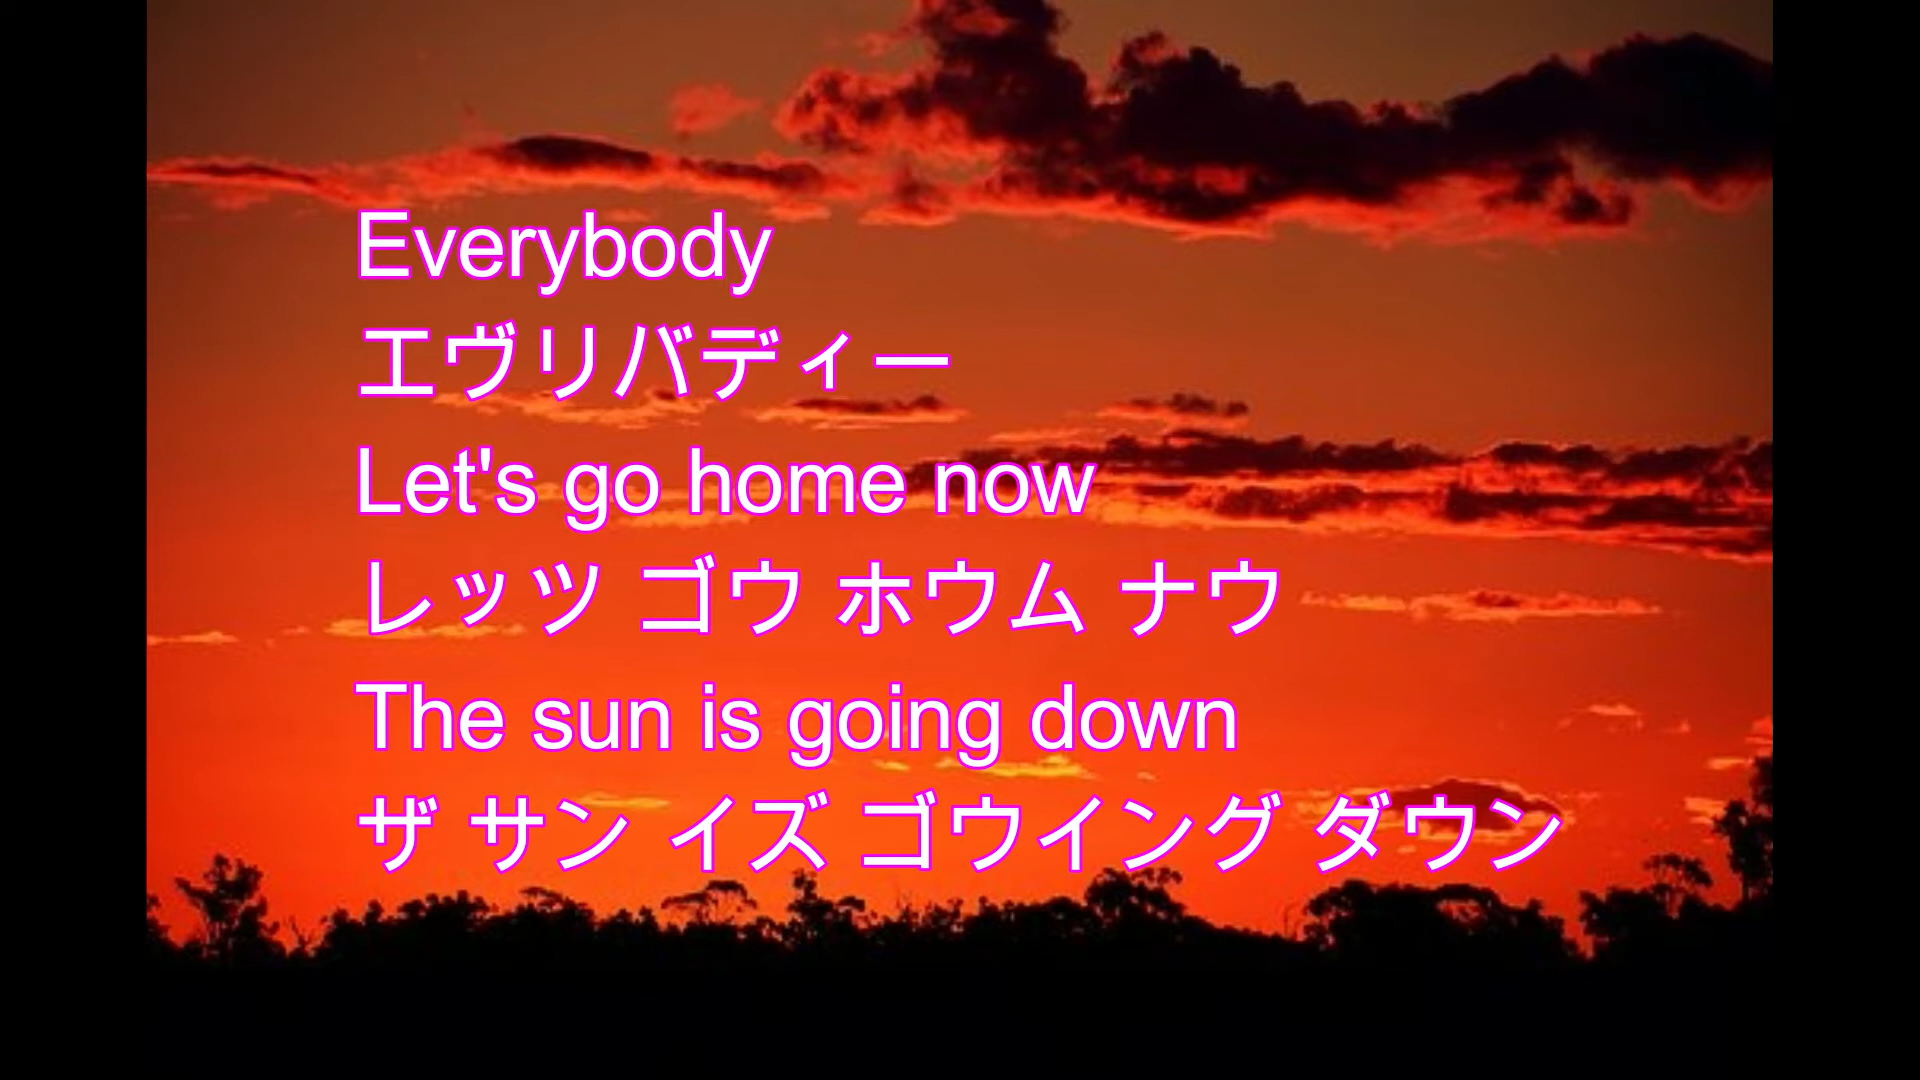 Everybody
エヴリバディー
Let's go home now
レッツ ゴウ ホウム ナウ
The sun is going down
ザ サン イズ ゴウイング ダウン